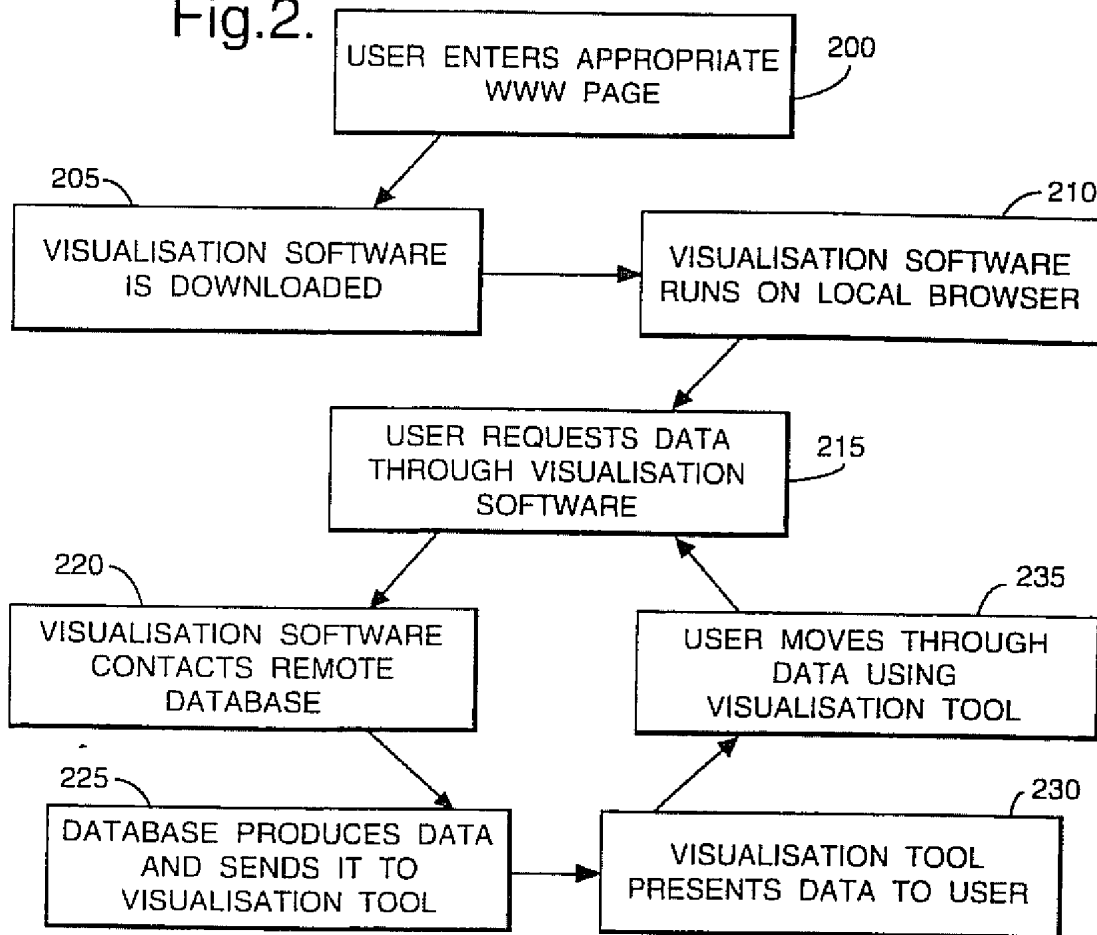 Fig.2.
USER ENTERS APPROPRIATE
WWW PAGE
200
205
VISUALISATION SOFTWARE
IS DOWNLOADED
210
VISUALISATION SOFTWARE
RUNS ON LOCAL BROWSER
USER REQUESTS DATA
THROUGH VISUALISATION
SOFTWARE
215
220
VISUALISATION SOFTWARE
CONTACTS REMOTE
DATABASE
235
USER MOVES THROUGH
DATA USING
VISUALISATION TOOL
225
DATABASE PRODUCES DATA
AND SENDS IT TO
VISUALISATION TOOL
230
VISUALISATION TOOL
PRESENTS DATA TO USER